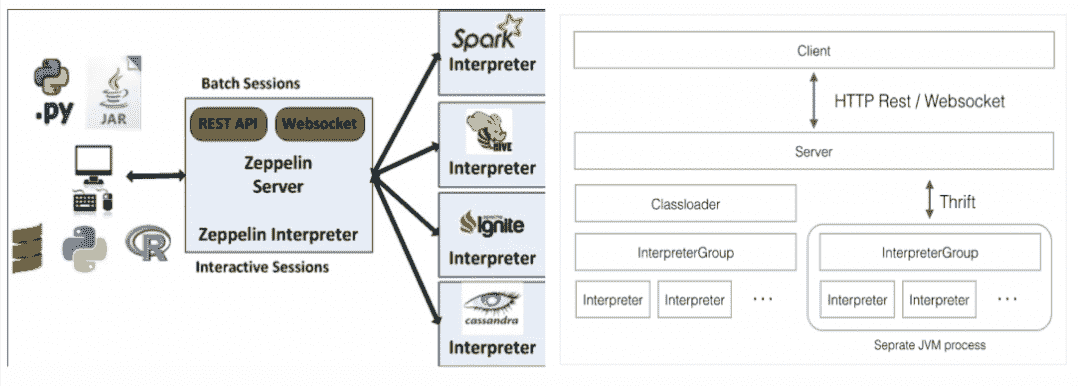 .py
JAR
Batch Sessions
REST API
Websocket
Zeppelin
Server
Zeppelin Interpreter
Interactive Sessions
R
Spark
Interpreter
HIVE
Interpreter
Ignite
Interpreter
cassandra
Interpreter
Client
HTTP Rest / Websocket
Server
Classloader
Thrift
InterpreterGroup
InterpreterGroup
Interpreter
Interpreter
...
Interpreter
Interpreter
...
Seprate JVM process